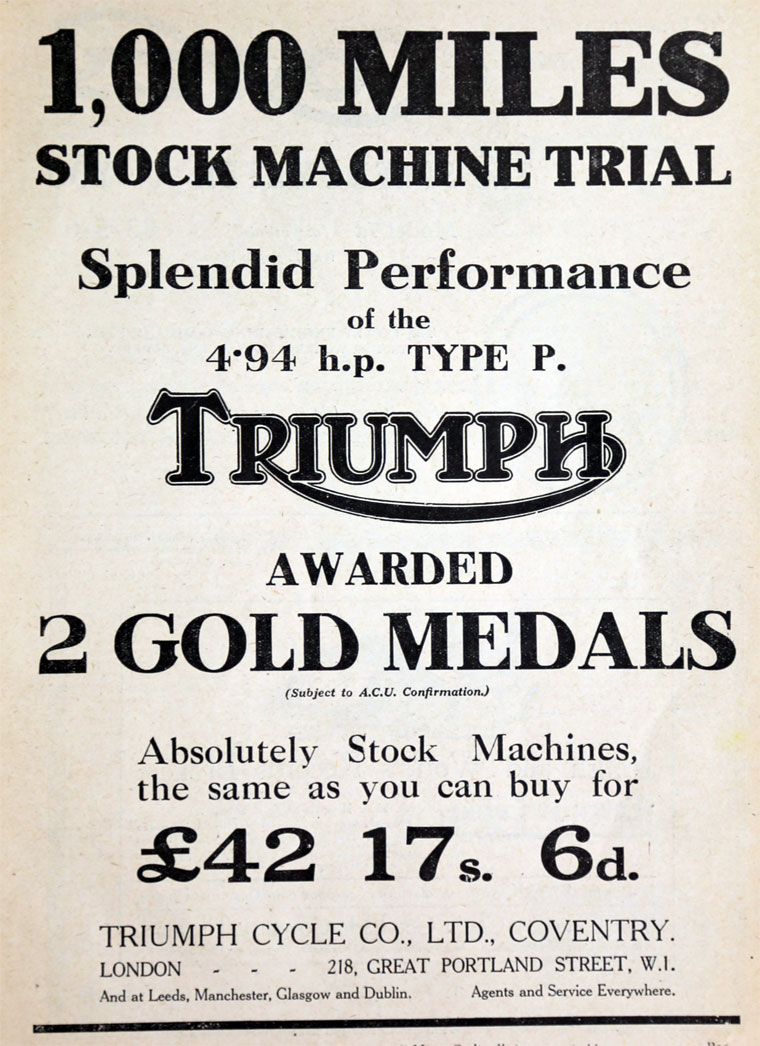 1,000 MILES
STOCK MACHINE TRIAL
Splendid Performance
of the
4·94 h.p. TYPE P.
TRIUMPH
AWARDED
2 GOLD MEDALS
(Subject to A.C.U. Confirmation.)
Absolutely Stock Machines,
the same as you can buy for
£42 17s. 6d.
TRIUMPH CYCLE CO., LTD., COVENTRY.
LONDON - - - 218, GREAT PORTLAND STREET, W.1.
And at Leeds, Manchester, Glasgow and Dublin. Agents and Service Everywhere.